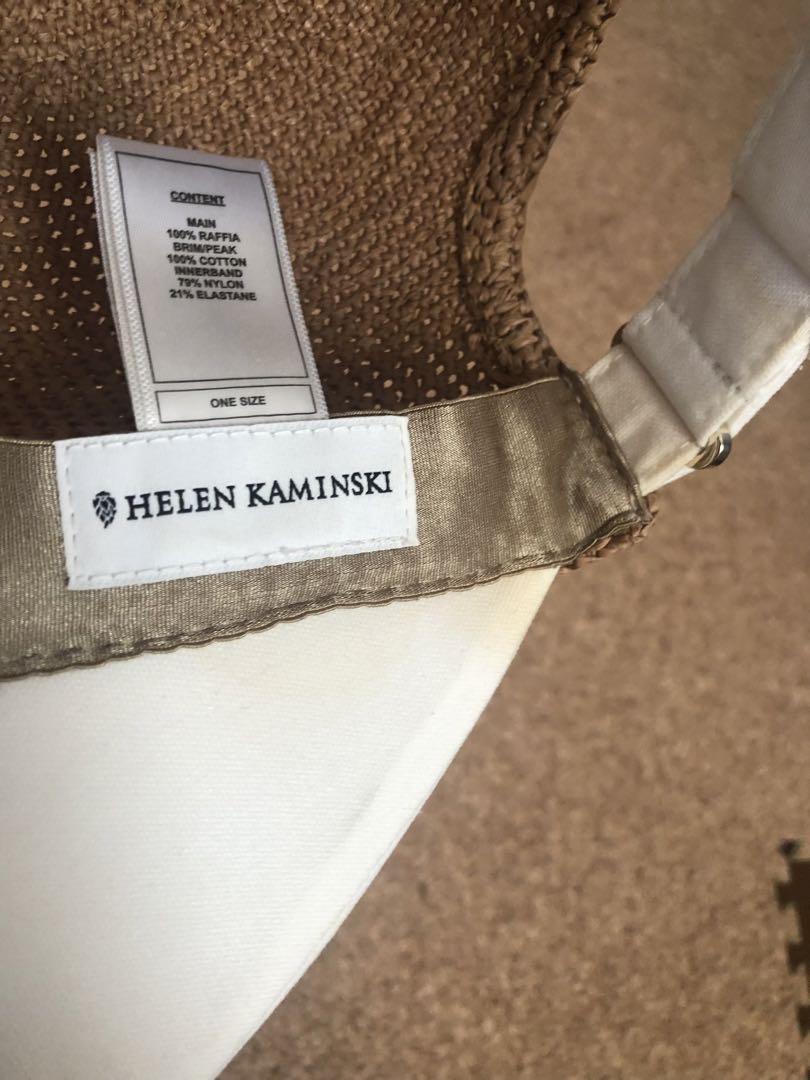 CONTENT
MAIN
100% RAFFIA
BRIM/PEAK
100% COTTON
INNERBAND
79% NYLON
21% ELASTANE
ONE SIZE
HELEN KAMINSKI